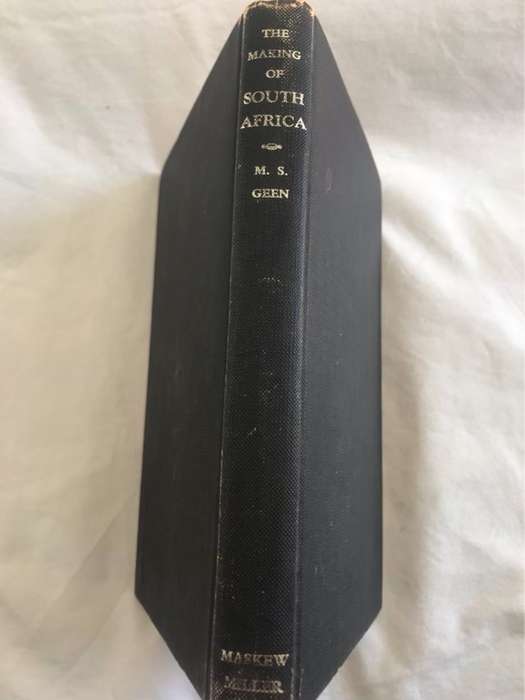 THE
MAKING
OF
SOUTH
AFRICA
M. S.
GEEN
MASKEW
MILLER